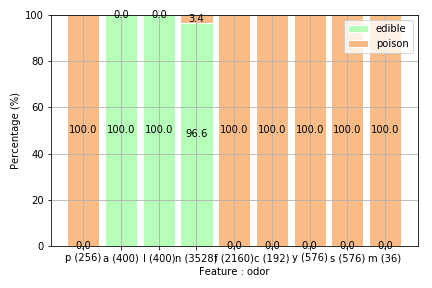 100
80
60
40
20
0
Percentage (%)
edible
poison
0.0 0.0 3.4
100.0 100.0 100.0 96.6 100.0 100.0 100.0 100.0 100.0
0.0 0.0 0.0 0.0 0.0 0.0
p (256) a (400) l (400) n (3528) f (2160) c (192) y (576) s (576) m (36)
Feature : odor